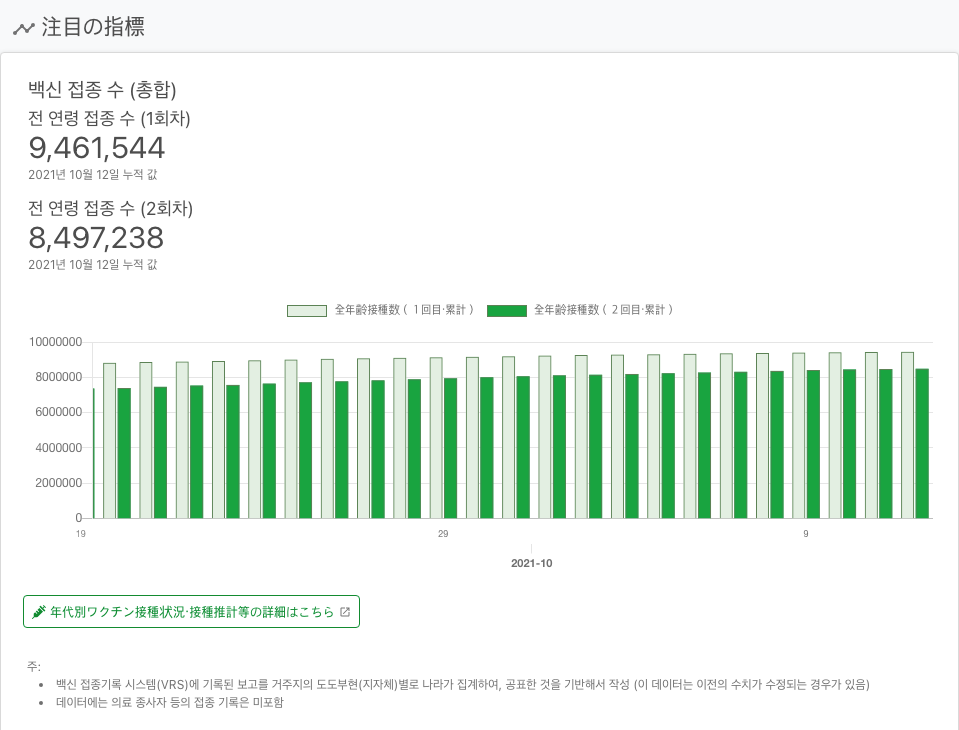 注目の指標
백신 접종 수 (총합)
전 연령 접종 수 (1회차)
9,461,544
2021년 10월 12일 누적 값
전 연령 접종 수 (2회차)
8,497,238
2021년 10월 12일 누적 값
全年齢接種数（１回目·累計） 全年齢接種数（２回目·累計）
10000000
8000000
6000000
4000000
2000000
0
19 29 9
2021-10
年代別ワクチン接種状況·接種推計等の詳細はこちら
주:
• 백신 접종기록 시스템(VRS)에 기록된 보고를 거주지의 도도부현(지자체)별로 나라가 집계하여, 공표한 것을 기반해서 작성 (이 데이터는 이전의 수치가 수정되는 경우가 있음)
• 데이터에는 의료 종사자 등의 접종 기록은 미포함